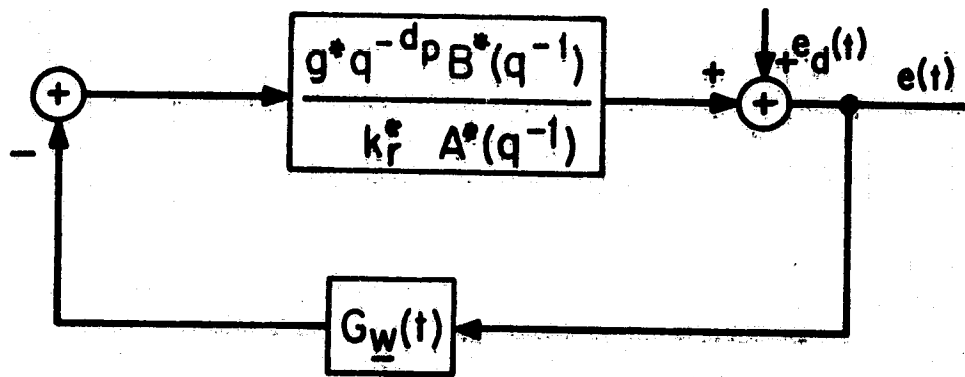 g* q^-d_p B*(q^-1)
k_r* A*(q^-1)
+
−
+
+
+ e_d(t)
e(t)
G_w(t)